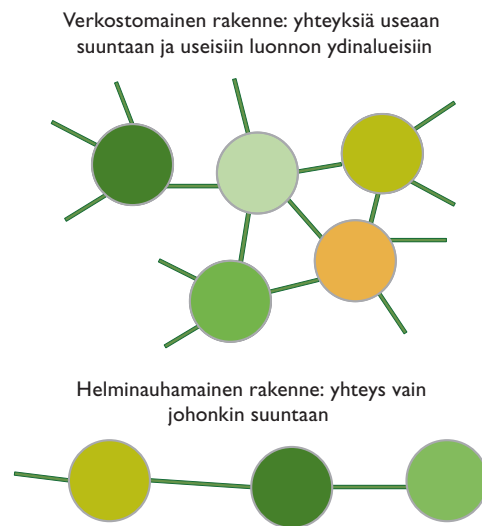 Verkostomainen rakenne: yhteyksiä useaan
suuntaan ja useisiin luonnon ydinalueisiin
Helminauhamainen rakenne: yhteys vain
johonkin suuntaan